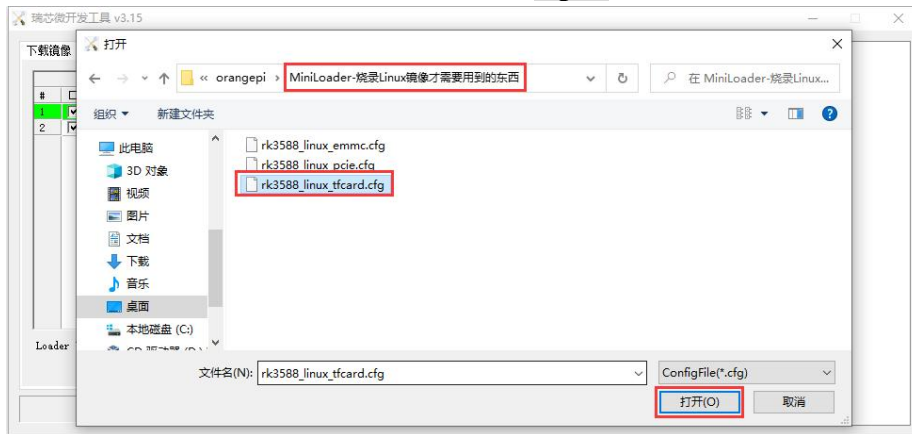 瑞芯微开发工具 v3.15
下载镜像
打开
« orangepi › MiniLoader-烧录Linux镜像才需要用到的东西
在 MiniLoader-烧录Linux...
组织
新建文件夹
#
1
2
此电脑
3D 对象
视频
图片
文档
下载
音乐
桌面
本地磁盘 (C:)
rk3588_linux_emmc.cfg
rk3588_linux_pcie.cfg
rk3588_linux_tfcard.cfg
Loader
文件名(N):
rk3588_linux_tfcard.cfg
ConfigFile(*.cfg)
打开(O)
取消